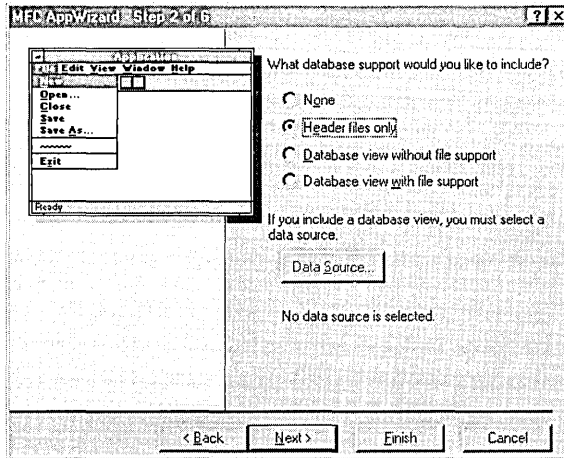 MFC AppWizard - Step 2 of 6
Application
File Edit View Window Help
New
Open...
Close
Save
Save As...
Exit
Ready
What database support would you like to include?
None
Header files only
Database view without file support
Database view with file support
If you include a database view, you must select a
data source.
Data Source...
No data source is selected.
< Back Next > Finish Cancel